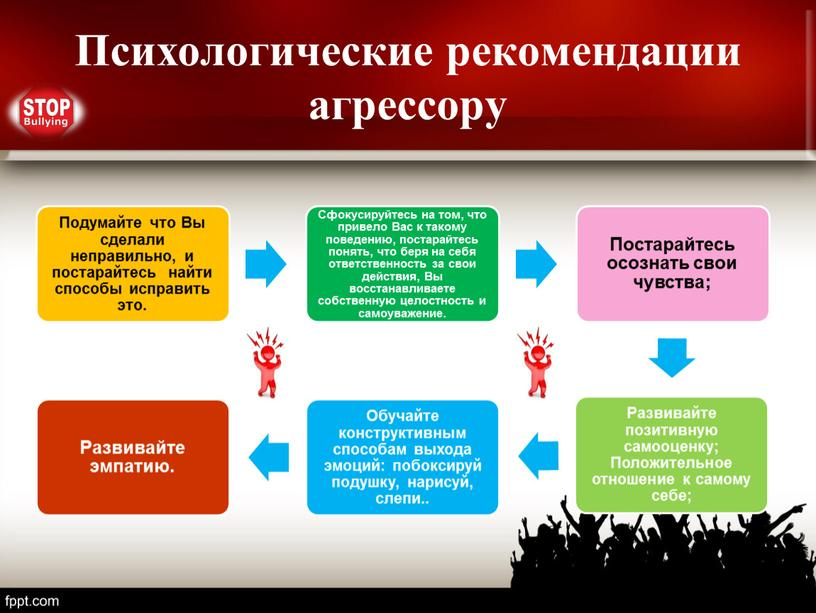 Психологические рекомендации
агрессору
STOP
Bullying
Подумайте что Вы
сделали
неправильно, и
постарайтесь найти
способы исправить
это.
Сфокусируйтесь на том, что
привело Вас к такому
поведению, постарайтесь
понять, что беря на себя
ответственность за свои
действия, Вы
восстанавливаете
собственную целостность и
самоуважение.
Постарайтесь
осознать свои
чувства;
Развивайте
позитивную
самооценку;
Положительное
отношение к самому
себе;
Обучайте
конструктивным
способам выхода
эмоций: побоксируй
подушку, нарисуй,
слепи..
Развивайте
эмпатию.
fppt.com